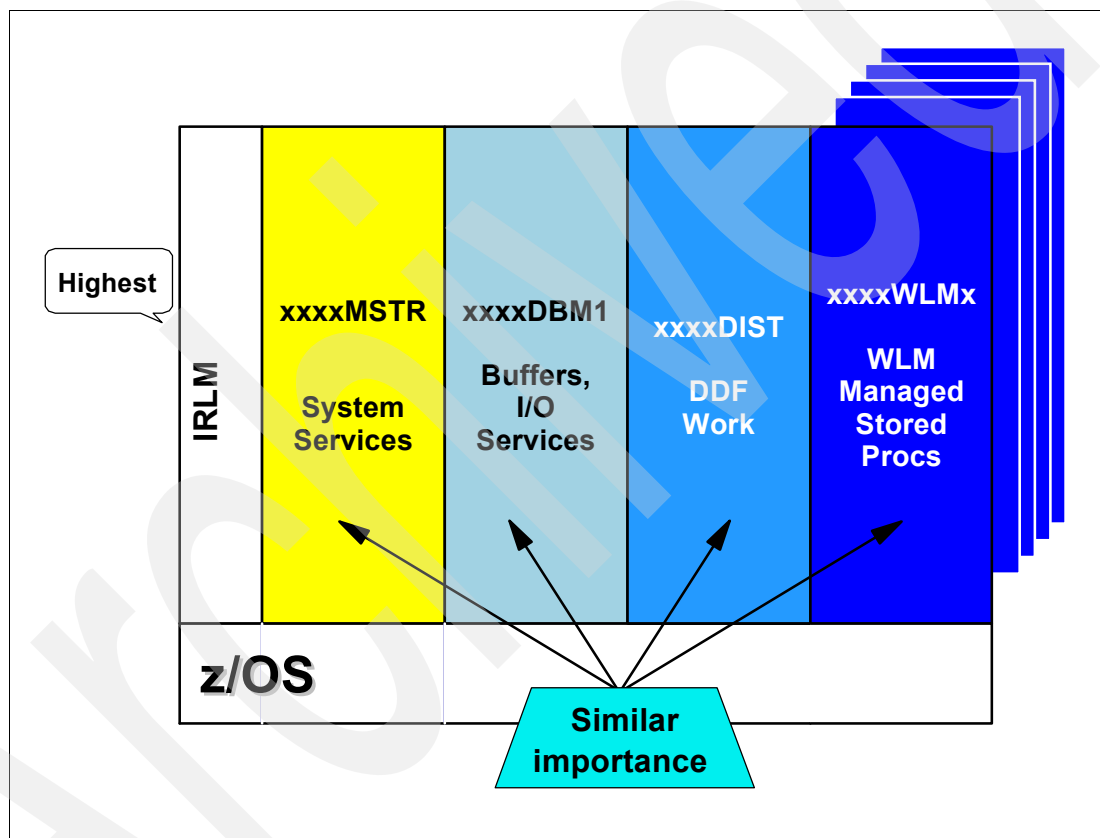 Highest
IRLM
xxxxMSTR
System
Services
xxxxDBM1
Buffers,
I/O
Services
xxxxDIST
DDF
Work
xxxxWLMx
WLM
Managed
Stored
Procs
z/OS
Similar
importance
Archived